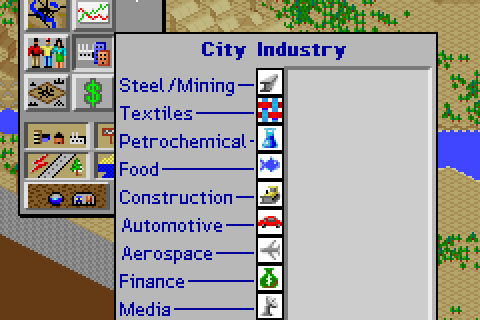 City Industry
Steel/Mining
Textiles
Petrochemical
Food
Construction
Automotive
Aerospace
Finance
Media